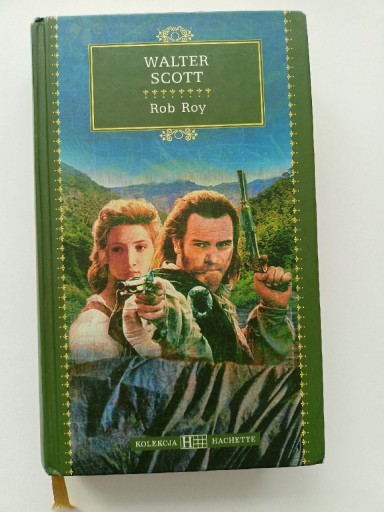 WALTER
SCOTT
Rob Roy
KOLEKCJA H HACHETTE